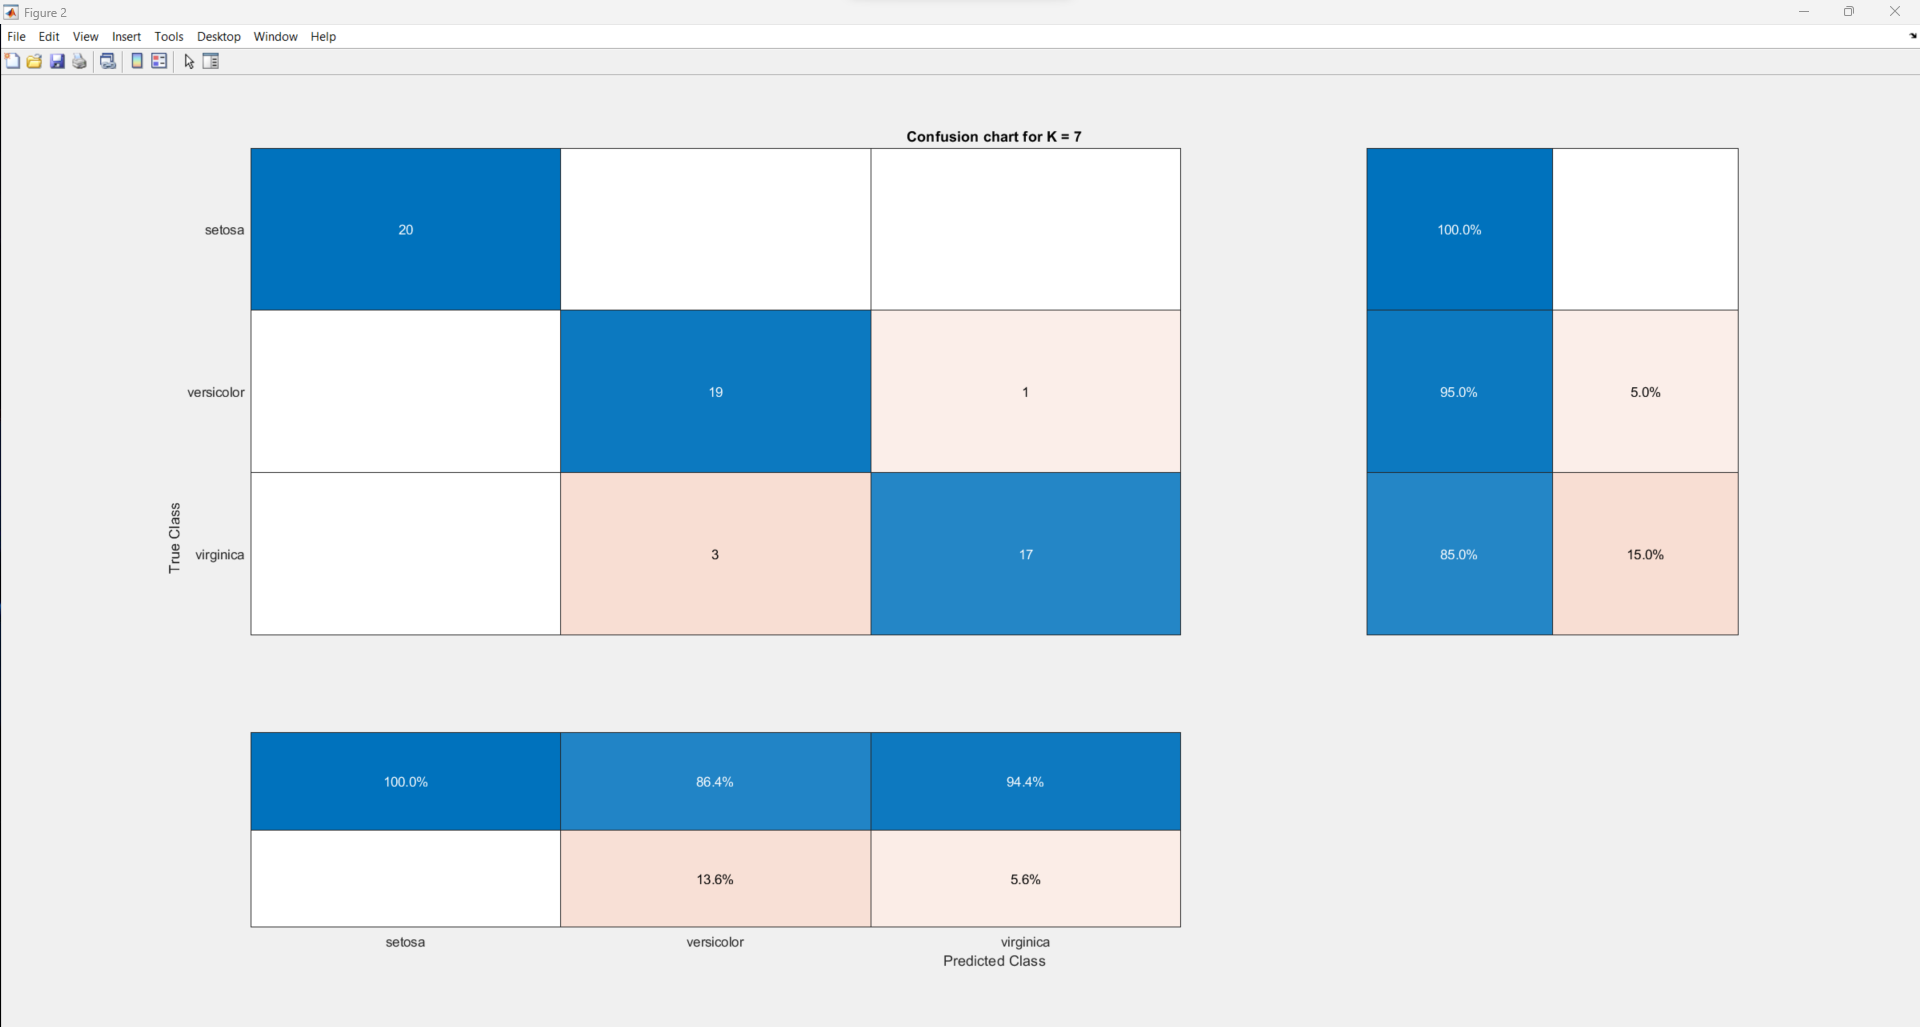 Figure 2
File Edit View Insert Tools Desktop Window Help
Confusion chart for K = 7
setosa 20 100.0%
versicolor 19 1 95.0% 5.0%
True Class
virginica 3 17 85.0% 15.0%
100.0% 86.4% 94.4%
13.6% 5.6%
setosa versicolor virginica
Predicted Class